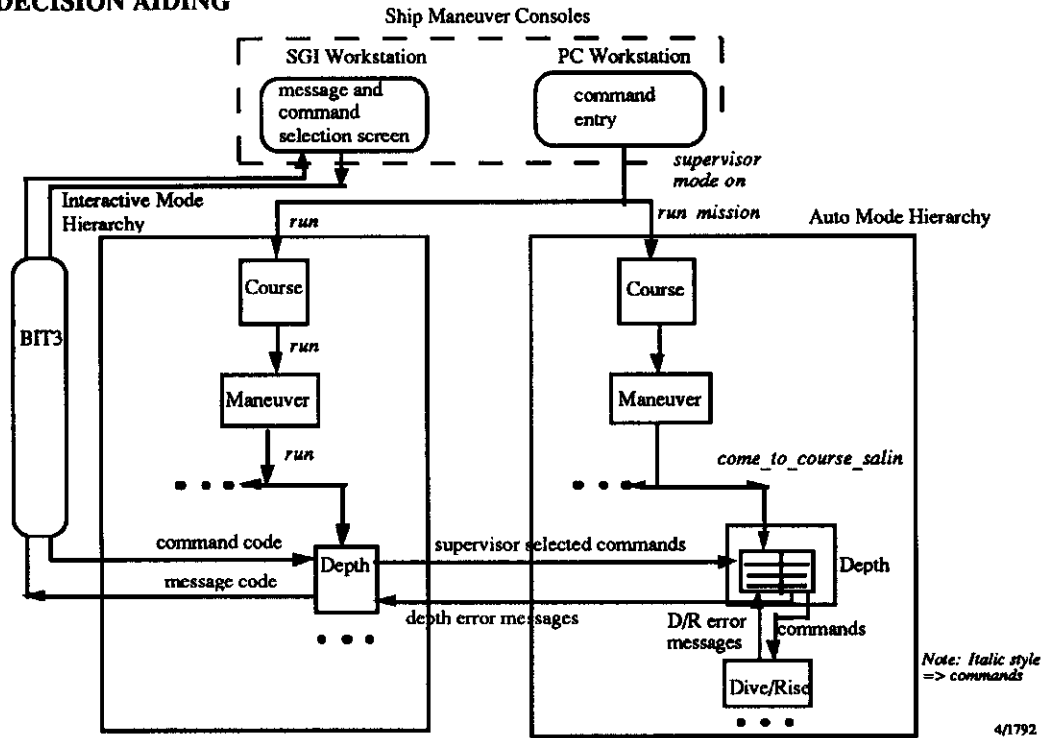 DECISION AIDING
Ship Maneuver Consoles
SGI Workstation
PC Workstation
message and
command
selection screen
command
entry
supervisor
mode on
Interactive Mode
Hierarchy
run
run mission
Auto Mode Hierarchy
Course
Course
BIT3
run
Maneuver
Maneuver
run
come_to_course_salin
command code
supervisor selected commands
Depth
Depth
message code
depth error messages
D/R error
messages
commands
Dive/Rise
Note: Italic style
=> commands
4/1792